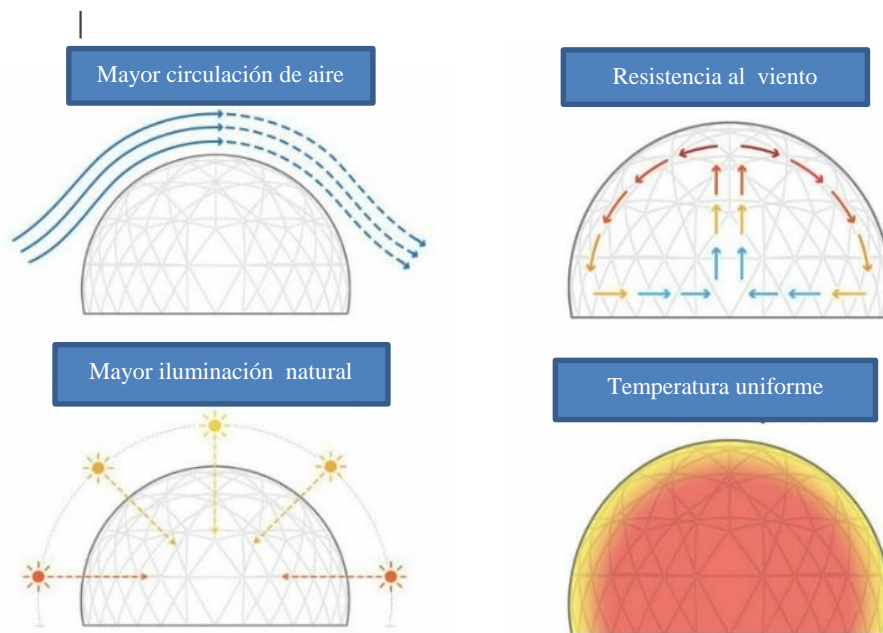 Mayor circulación de aire
Resistencia al viento
Mayor iluminación natural
Temperatura uniforme